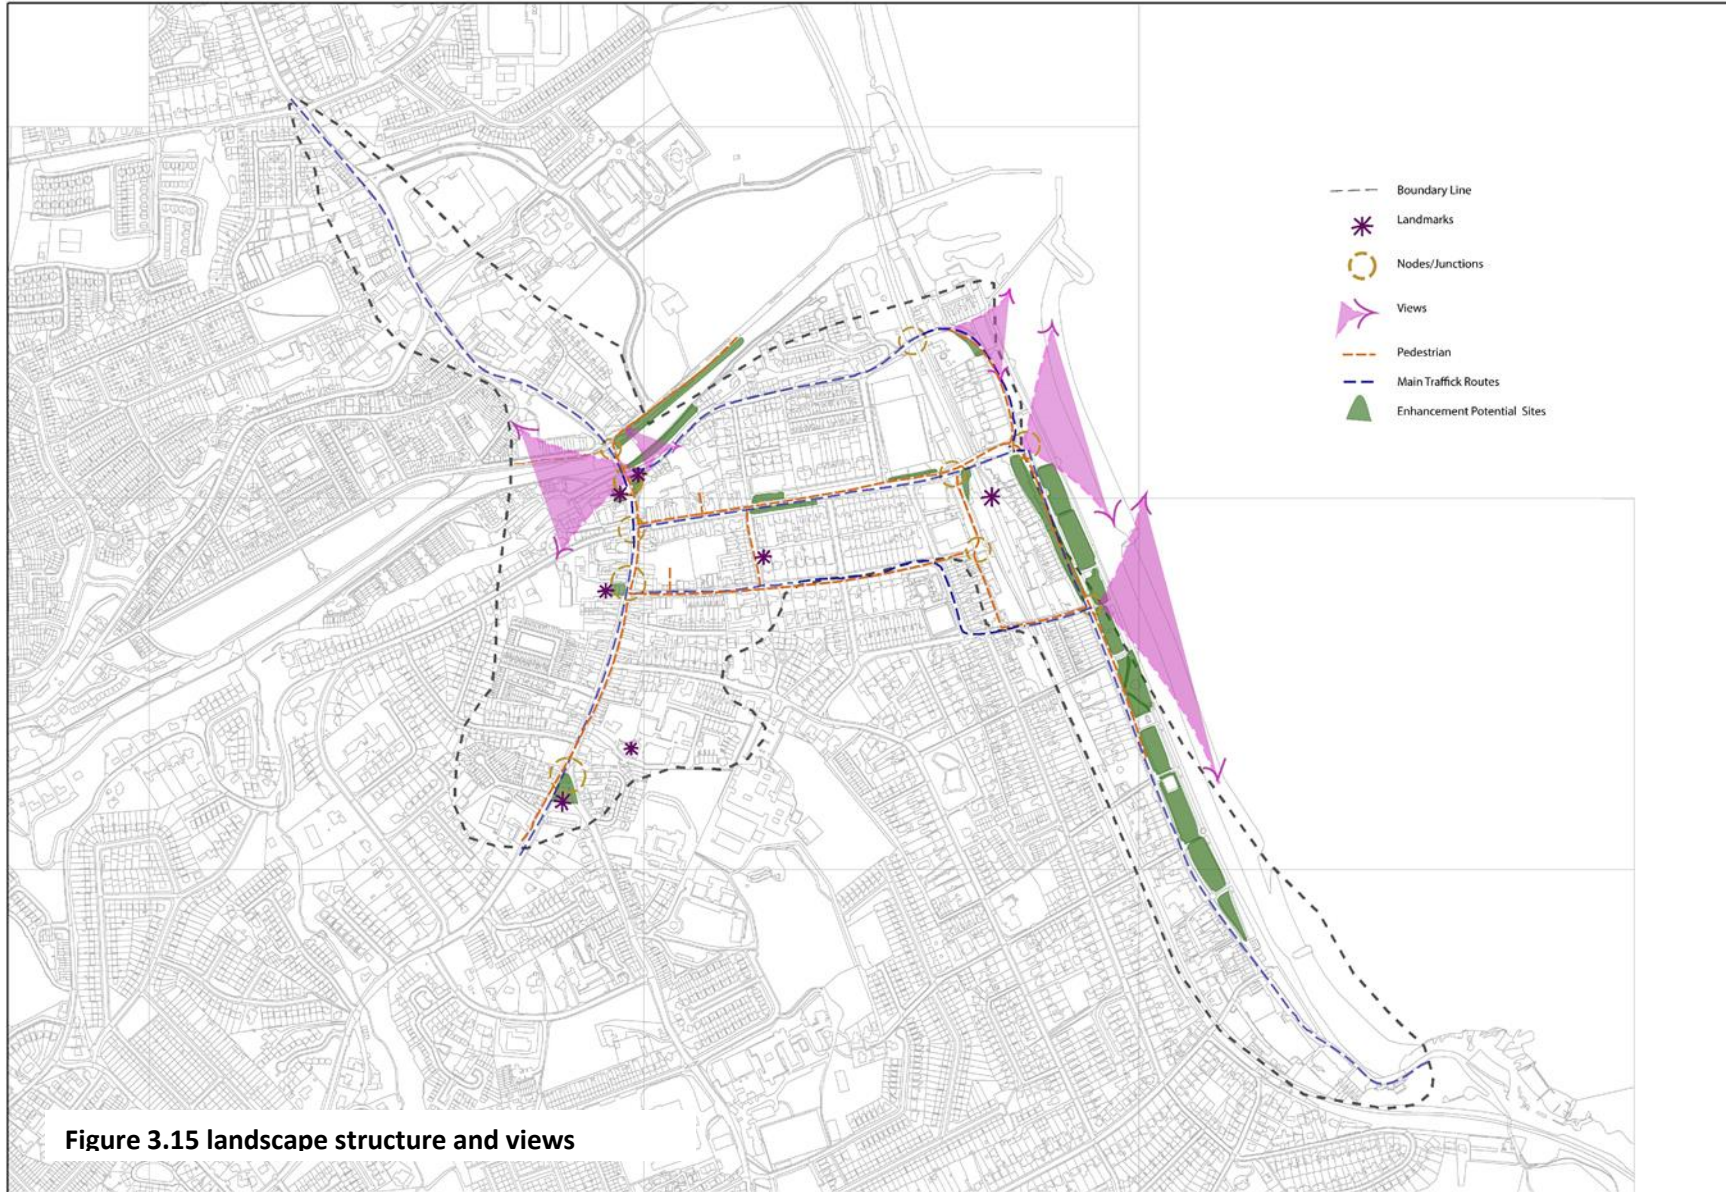 Boundary Line
Landmarks
Nodes/Junctions
Views
Pedestrian
Main Traffick Routes
Enhancement Potential Sites
Figure 3.15 landscape structure and views